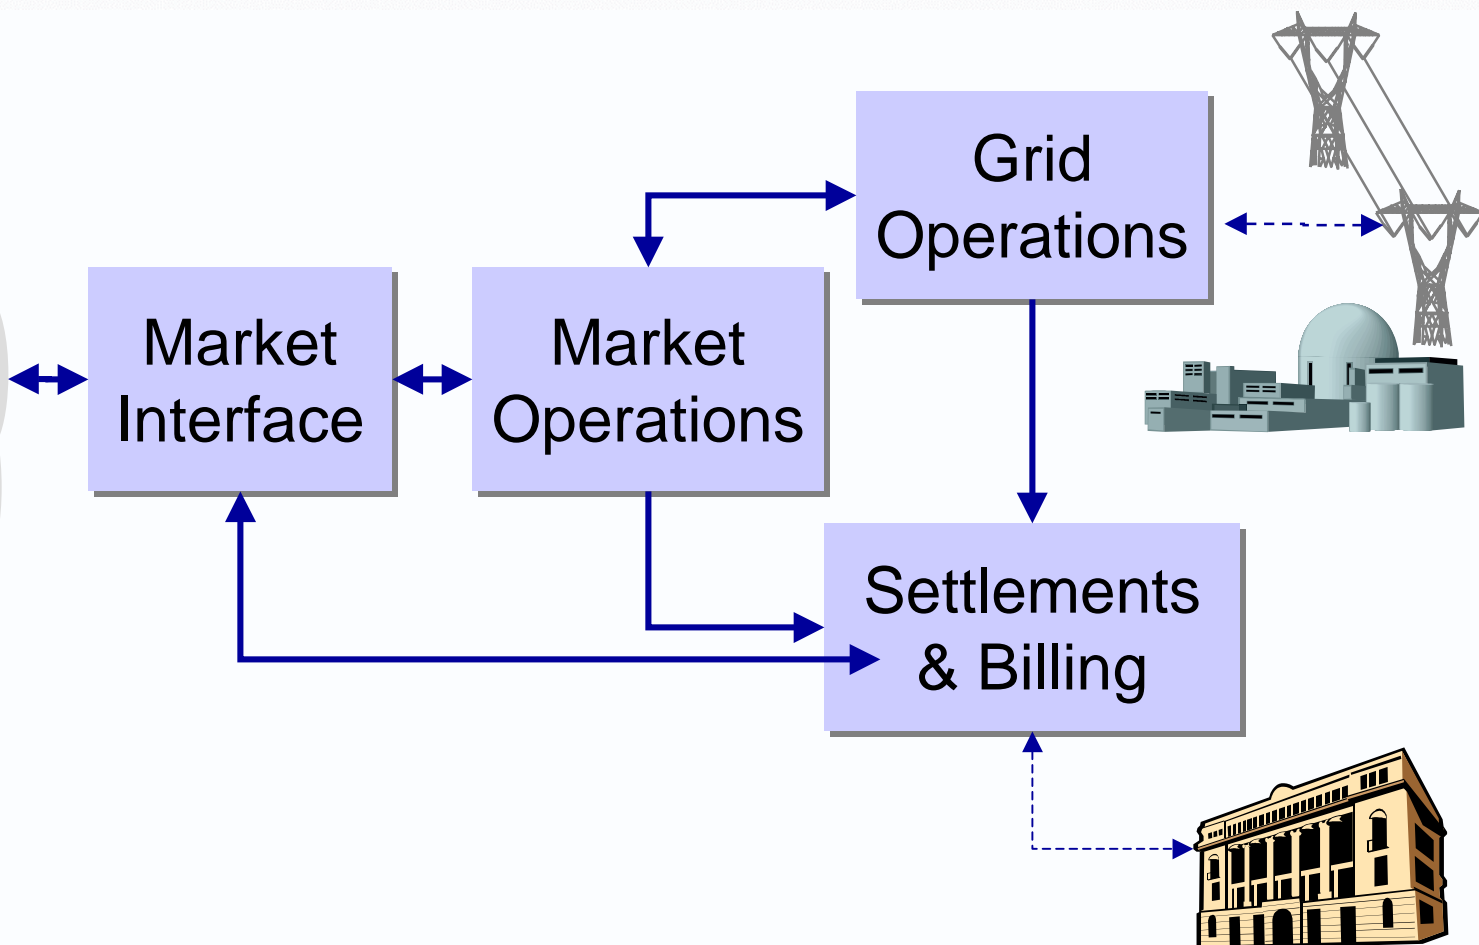 Grid
Operations
Market
Interface
Market
Operations
Settlements
& Billing